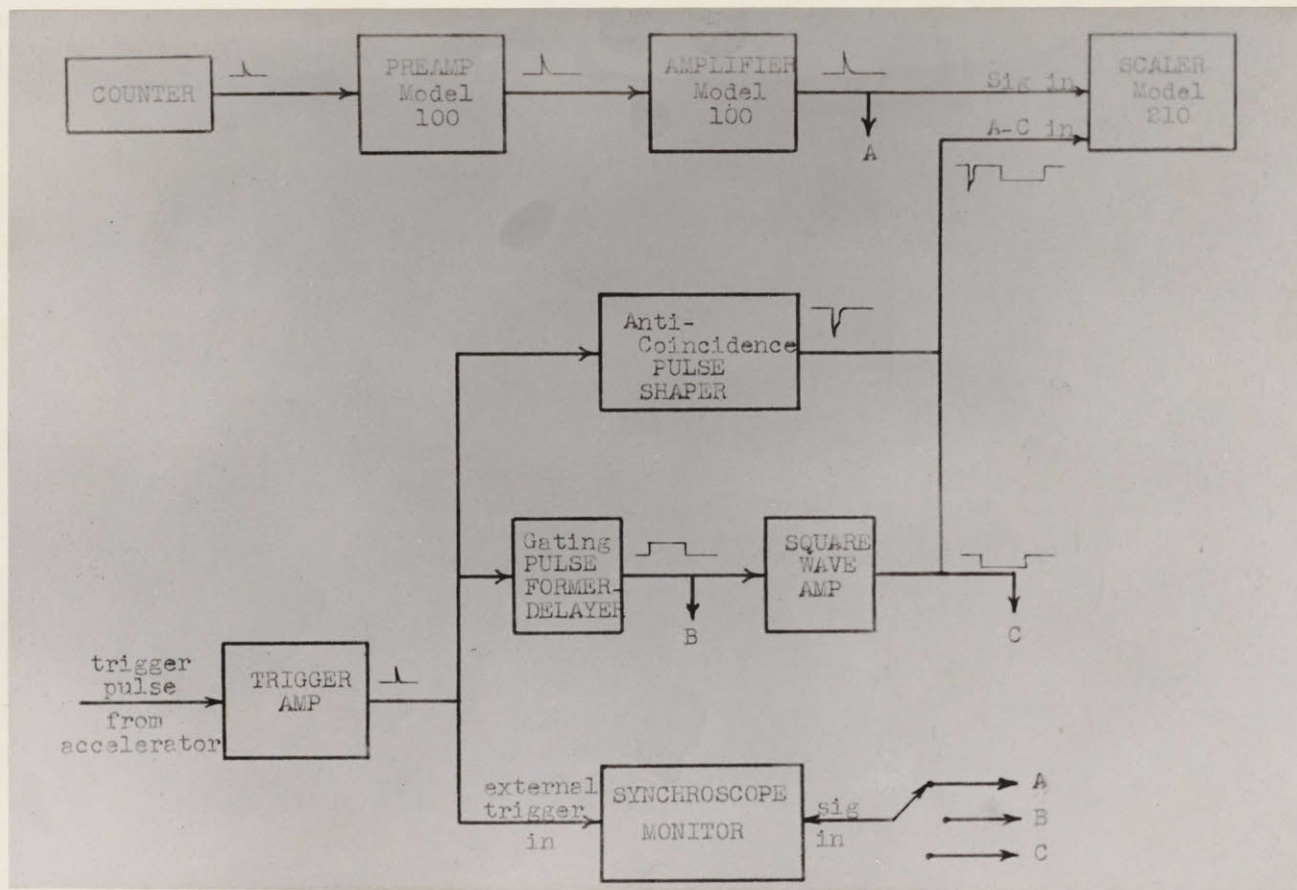 COUNTER
PREAMP
Model
100
AMPLIFIER
Model
100
A
Sig in
A-C in
SCALER
Model
210
Anti-
Coincidence
PULSE
SHAPER
Gating
PULSE
FORMER-
DELAYER
B
SQUARE
WAVE
AMP
C
trigger
pulse
from
accelerator
TRIGGER
AMP
external
trigger
in
SYNCHROSCOPE
MONITOR
sig
in
A
B
C